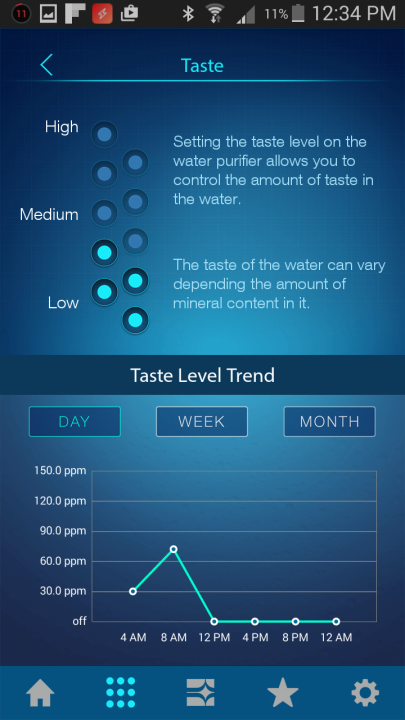 11
11%
12:34 PM
Taste
High
Medium
Low
Setting the taste level on the
water purifier allows you to
control the amount of taste in
the water.
The taste of the water can vary
depending the amount of
mineral content in it.
Taste Level Trend
DAY WEEK MONTH
150.0 ppm
120.0 ppm
90.0 ppm
60.0 ppm
30.0 ppm
off
4 AM 8 AM 12 PM 4 PM 8 PM 12 AM